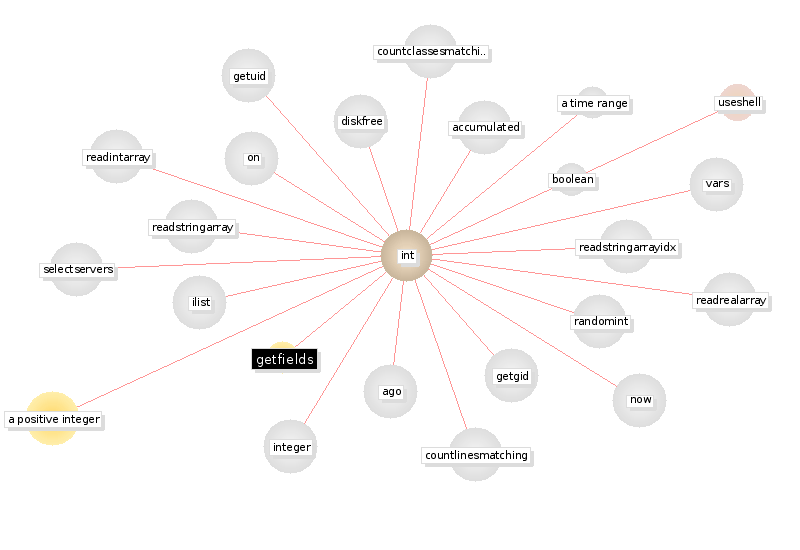 countclassesmatchi..
getuid
a time range
useshell
diskfree
accumulated
readintarray
on
boolean
vars
readstringarray
readstringarrayidx
int
selectservers
ilist
readrealarray
randomint
getfields
getgid
ago
now
a positive integer
integer
countlinesmatching